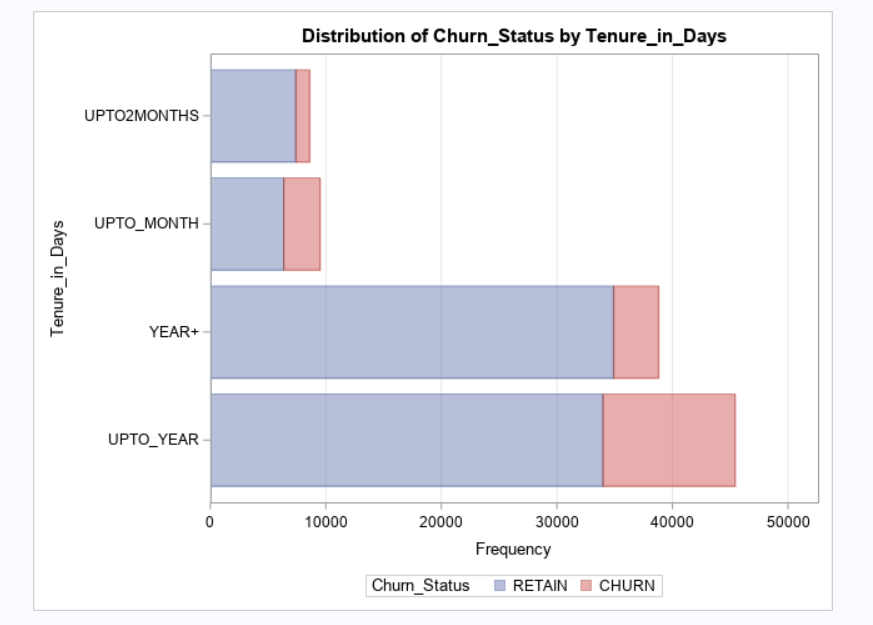 Distribution of Churn_Status by Tenure_in_Days
Tenure_in_Days
UPTO2MONTHS
UPTO_MONTH
YEAR+
UPTO_YEAR
0 10000 20000 30000 40000 50000
Frequency
Churn_Status RETAIN CHURN